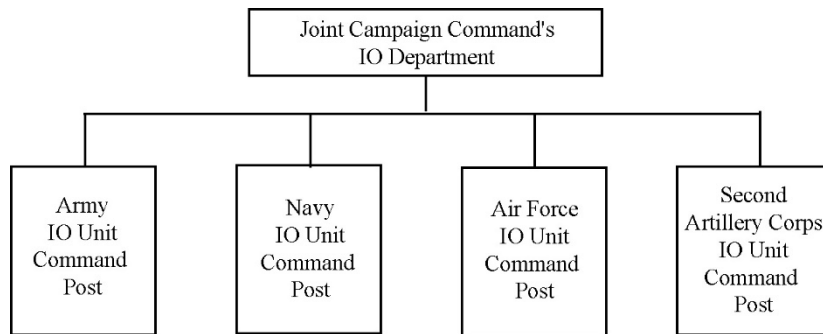 Joint Campaign Command's
IO Department
Army
IO Unit
Command
Post
Navy
IO Unit
Command
Post
Air Force
IO Unit
Command
Post
Second
Artillery Corps
IO Unit
Command
Post